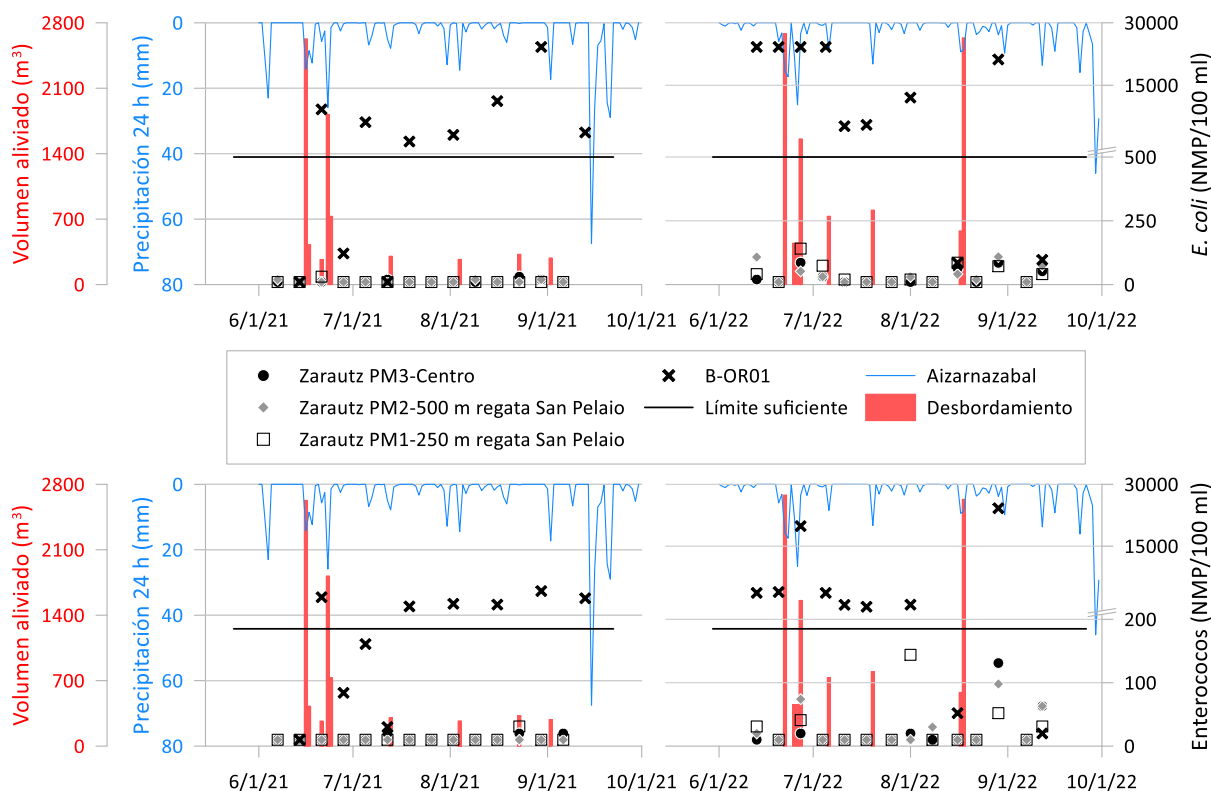 Volumen aliviado (m³)
2800
2100
1400
700
0
Precipitación 24 h (mm)
0
20
40
60
80
30000
15000
500
250
0
E. coli (NMP/100 ml)
6/1/21 7/1/21 8/1/21 9/1/21 10/1/21 6/1/22 7/1/22 8/1/22 9/1/22 10/1/22
Zarautz PM3-Centro B-OR01 Aizarnazabal
Zarautz PM2-500 m regata San Pelaio Límite suficiente Desbordamiento
Zarautz PM1-250 m regata San Pelaio
Volumen aliviado (m³)
2800
2100
1400
700
0
Precipitación 24 h (mm)
0
20
40
60
80
30000
15000
200
100
0
Enterococos (NMP/100 ml)
6/1/21 7/1/21 8/1/21 9/1/21 10/1/21 6/1/22 7/1/22 8/1/22 9/1/22 10/1/22